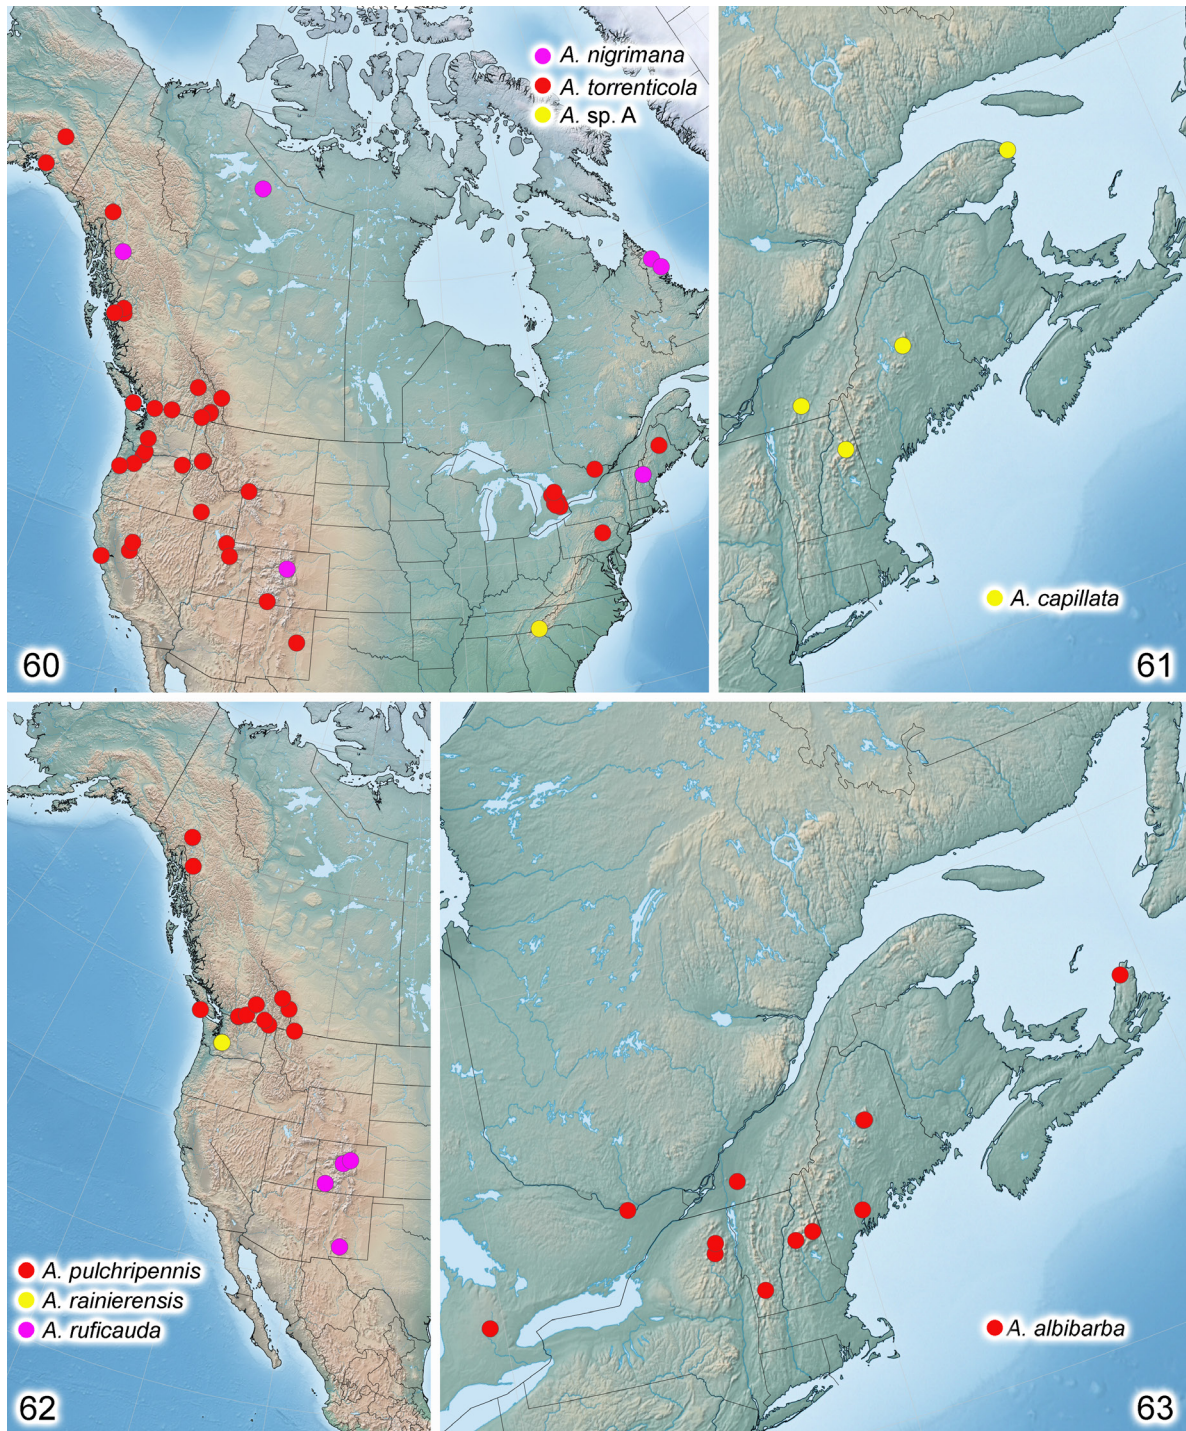 A. nigrimana
A. torrenticola
A. sp. A
60
A. capillata
61
A. pulchripennis
A. rainierensis
A. ruficauda
62
A. albibarba
63